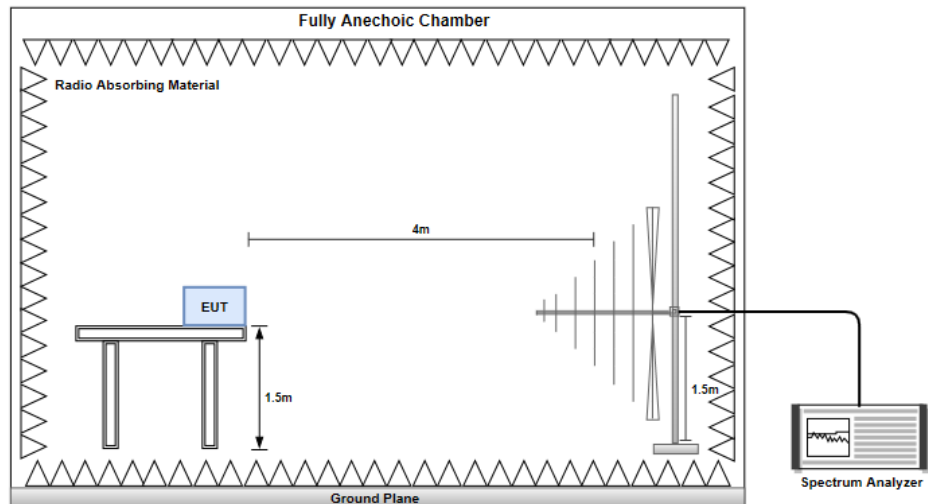 Fully Anechoic Chamber
Radio Absorbing Material
4m
EUT
1.5m
1.5m
Spectrum Analyzer
Ground Plane